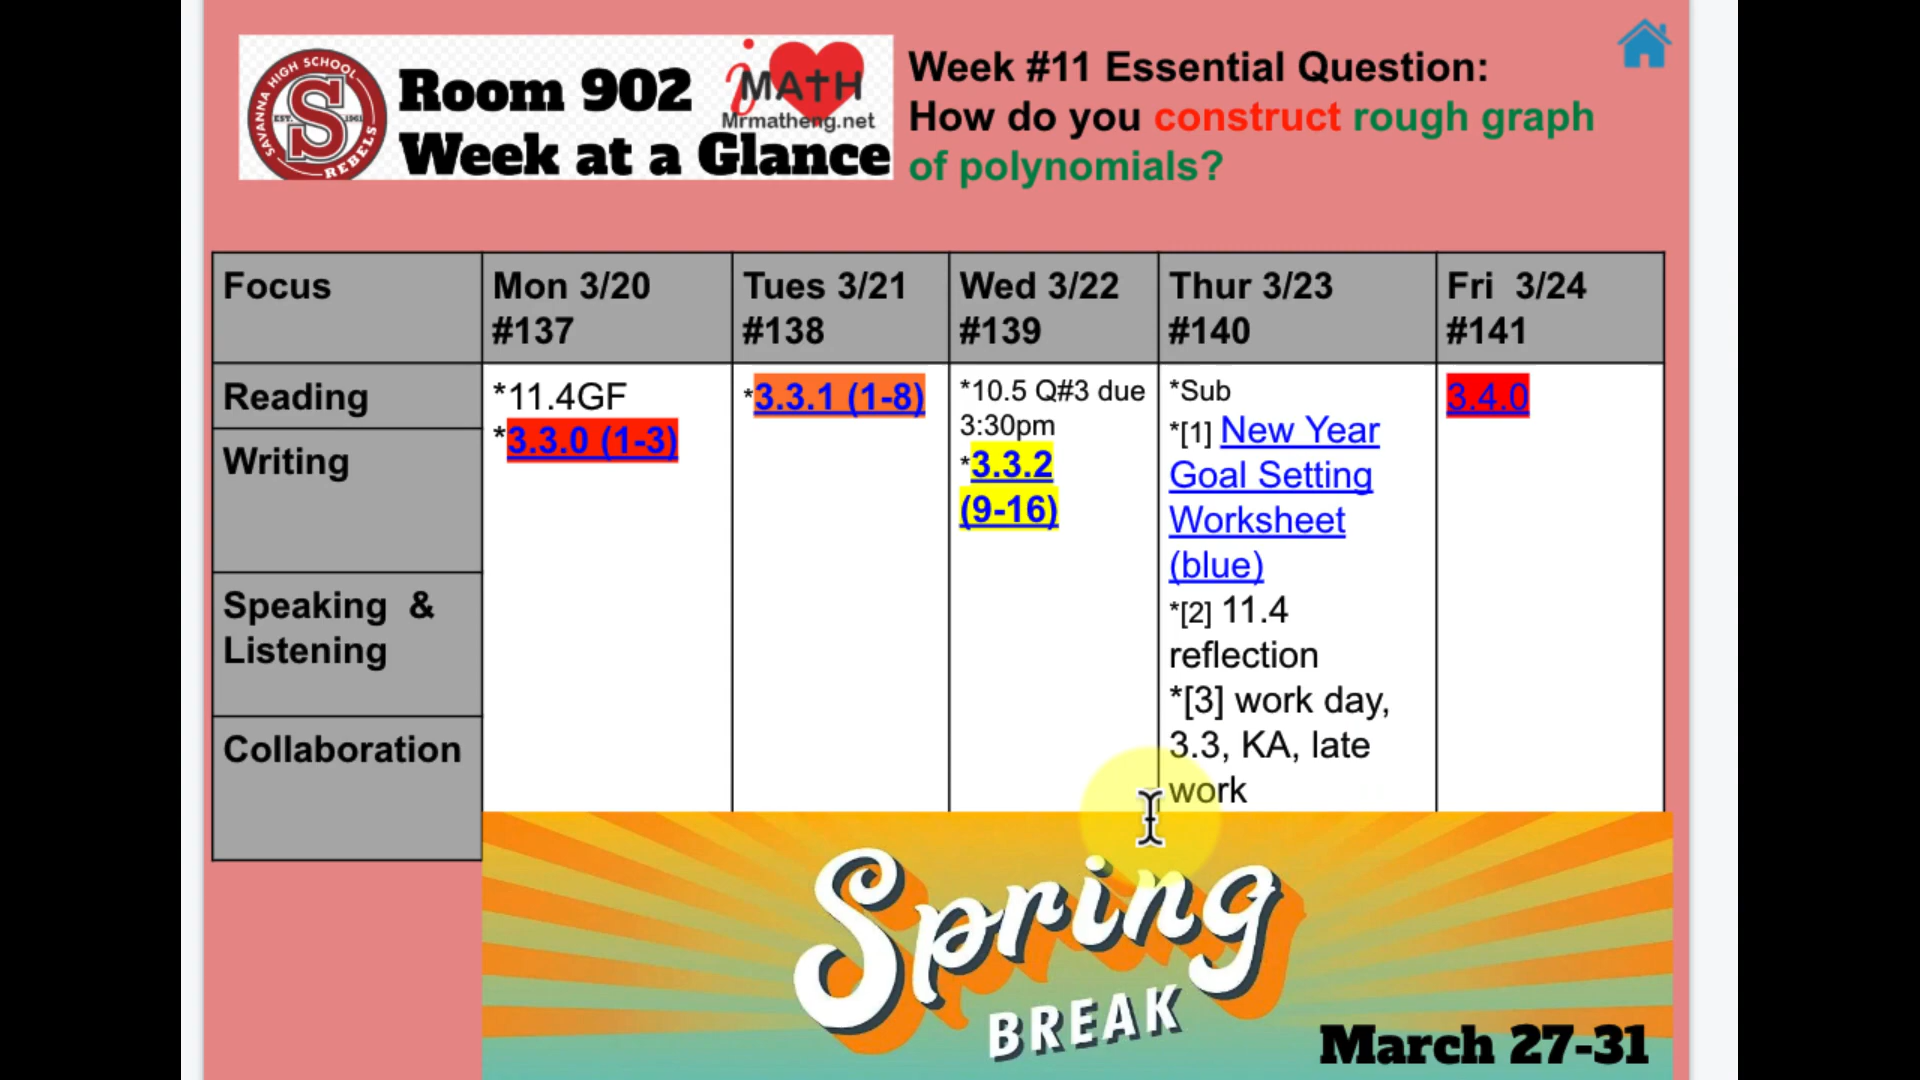 SAVANNA HIGH SCHOOL
EST. 1961
S
REBELS
Room 902
Week at a Glance
i MATH
Mrmatheng.net
Week #11 Essential Question:
How do you construct rough graph
of polynomials?
Focus
Mon 3/20
#137
Tues 3/21
#138
Wed 3/22
#139
Thur 3/23
#140
Fri 3/24
#141
Reading
Writing
Speaking &
Listening
Collaboration
*11.4GF
*3.3.0 (1-3)
*3.3.1 (1-8)
*10.5 Q#3 due
3:30pm
*3.3.2
(9-16)
*Sub
*[1] New Year
Goal Setting
Worksheet
(blue)
*[2] 11.4
reflection
*[3] work day,
3.3, KA, late
work
3.4.0
Spring
BREAK
March 27-31